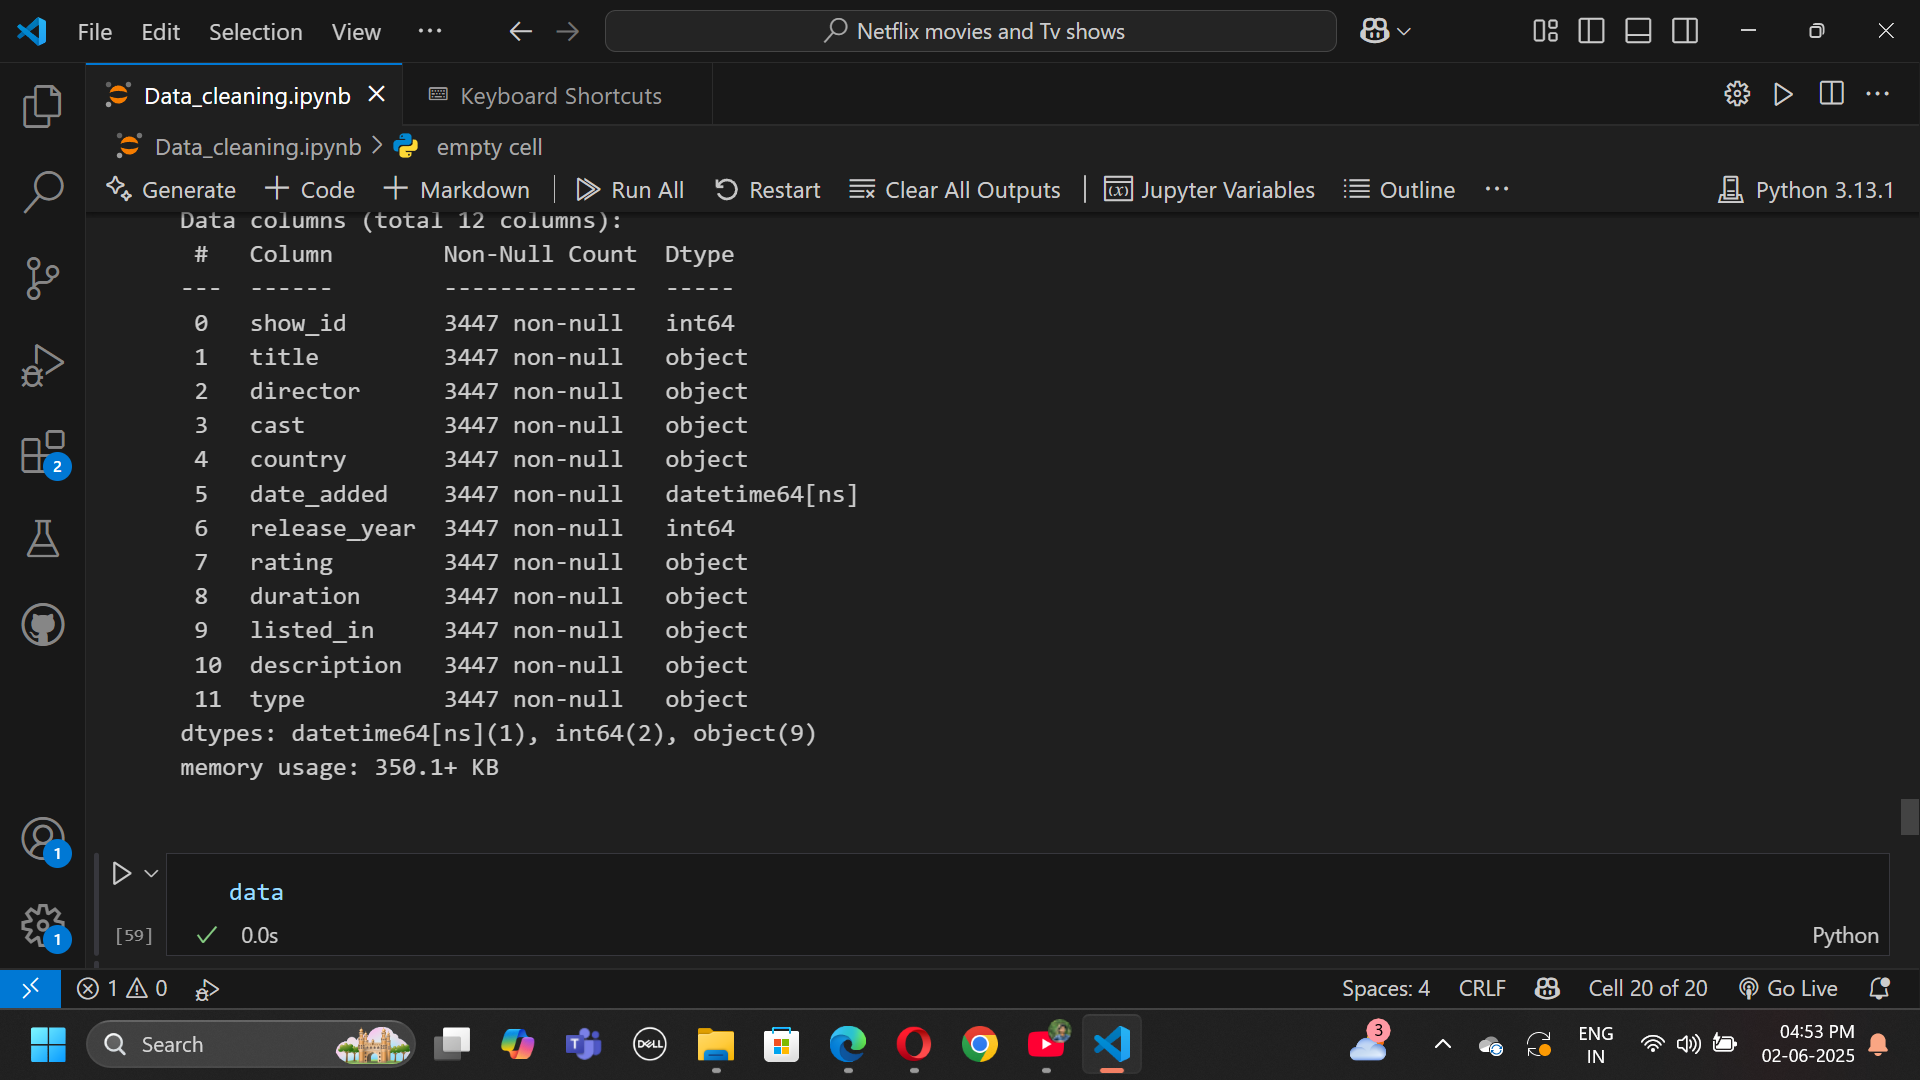 File Edit Selection View ··· Netflix movies and Tv shows
Data_cleaning.ipynb Keyboard Shortcuts
Data_cleaning.ipynb > empty cell
Generate + Code + Markdown Run All Restart Clear All Outputs Jupyter Variables Outline ··· Python 3.13.1
Data columns (total 12 columns):
# Column Non-Null Count Dtype
--- ------ -------------- -----
0 show_id 3447 non-null int64
1 title 3447 non-null object
2 director 3447 non-null object
3 cast 3447 non-null object
4 country 3447 non-null object
5 date_added 3447 non-null datetime64[ns]
6 release_year 3447 non-null int64
7 rating 3447 non-null object
8 duration 3447 non-null object
9 listed_in 3447 non-null object
10 description 3447 non-null object
11 type 3447 non-null object
dtypes: datetime64[ns](1), int64(2), object(9)
memory usage: 350.1+ KB
2
1
1
data
[59] 0.0s Python
1 0 Spaces: 4 CRLF Cell 20 of 20 Go Live
Search DELL 3 ENG 04:53 PM
IN 02-06-2025